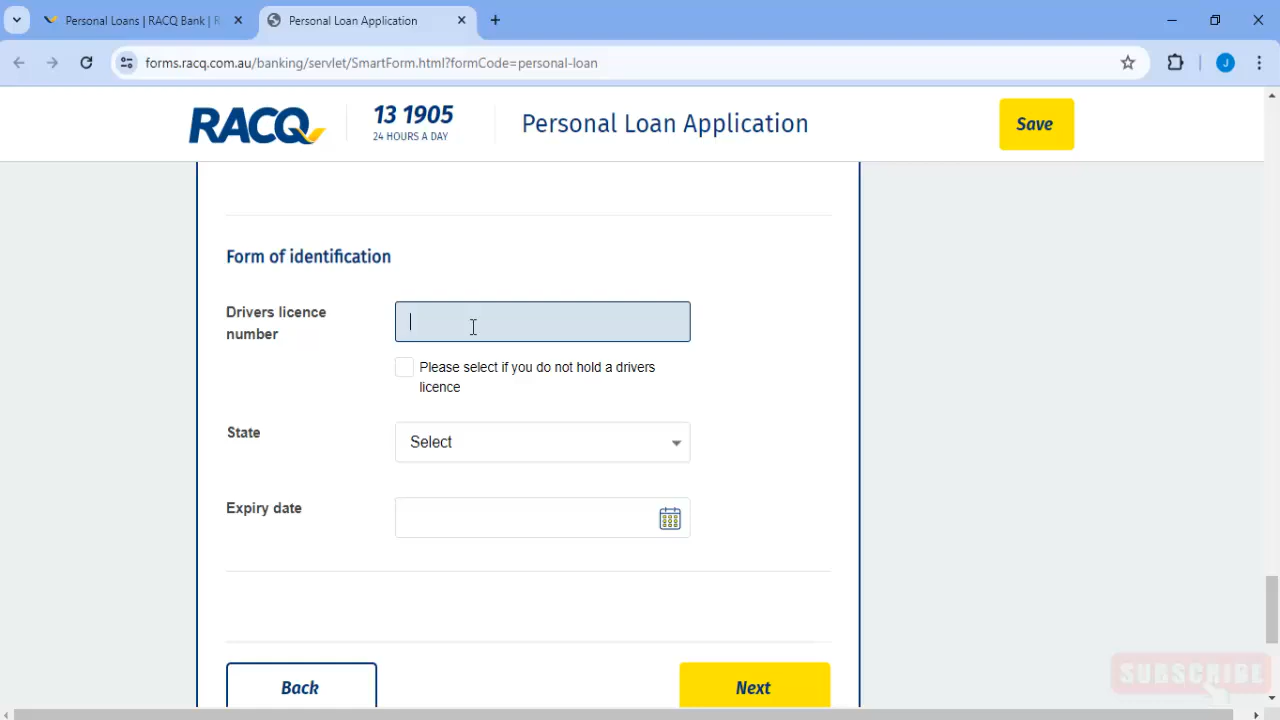 Personal Loans | RACQ Bank | R
Personal Loan Application
forms.racq.com.au/banking/servlet/SmartForm.html?formCode=personal-loan
J
RACQ
13 1905
24 HOURS A DAY
Personal Loan Application
Save
Form of identification
Drivers licence
number
Please select if you do not hold a drivers
licence
State
Select
Expiry date
Back
Next
SUBSCRIBE